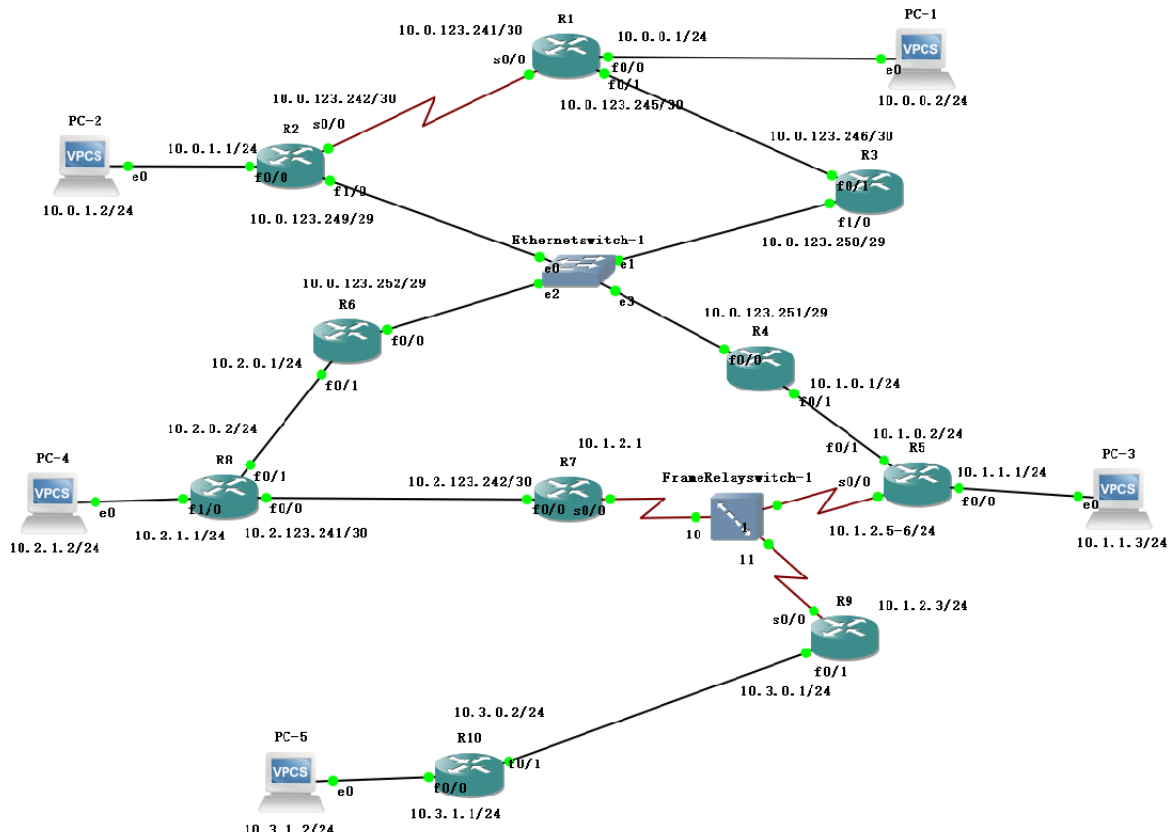 R1
PC-1
10.0.123.241/30
10.0.0.1/24
s0/0
f0/0
f0/1
VPCS
e0
10.0.0.2/24
10.0.123.242/30
10.0.123.245/30
PC-2
s0/0
R2
10.0.1.1/24
VPCS
e0
f0/0
f1/0
10.0.1.2/24
10.0.123.249/29
10.0.123.246/30
R3
f0/1
f1/0
10.0.123.250/29
Ethernetswitch-1
e0
e1
e2
e3
10.0.123.252/29
R6
f0/0
f0/1
10.2.0.1/24
10.0.123.251/29
R4
f0/0
10.1.0.1/24
f0/1
10.2.0.2/24
f0/1
10.1.0.2/24
PC-4
R8
f0/1
10.1.2.1
R7
R5
PC-3
10.2.123.242/30
FrameRelayswitch-1
s0/0
10.1.1.1/24
VPCS
e0
f1/0
f0/0
f0/0
s0/0
10
1
11
f0/0
e0
VPCS
10.2.1.2/24
10.2.1.1/24
10.2.123.241/30
10.1.2.5-6/24
10.1.1.3/24
R9
10.1.2.3/24
s0/0
f0/1
10.3.0.1/24
10.3.0.2/24
PC-5
R10
f0/1
VPCS
e0
f0/0
10.3.1.1/24
10.3.1.2/24